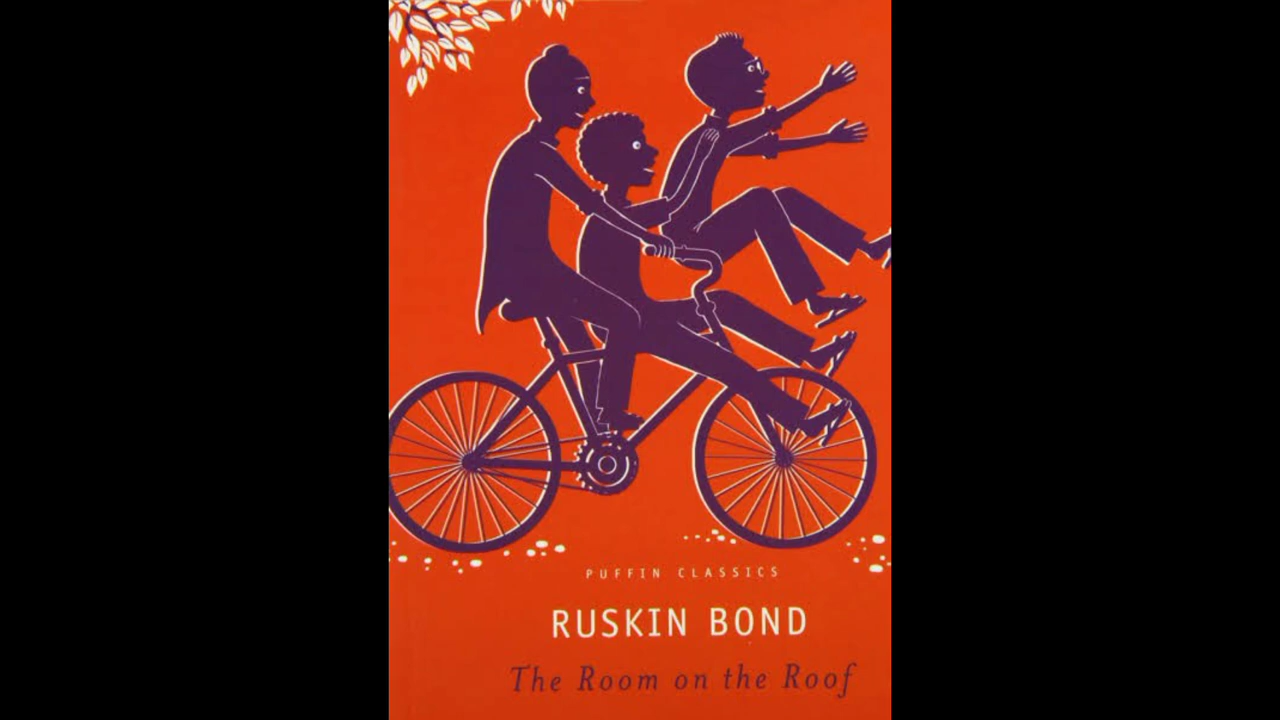 PUFFIN CLASSICS
RUSKIN BOND
The Room on the Roof